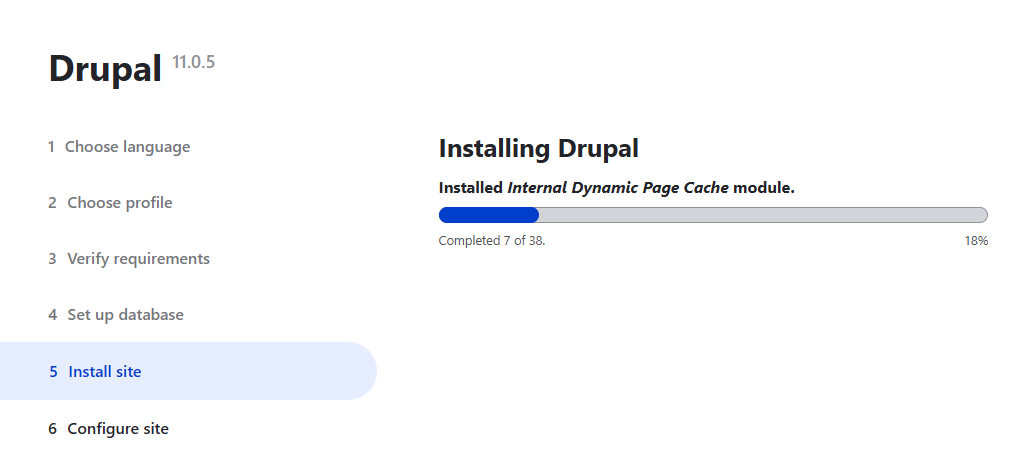 Drupal 11.0.5
1 Choose language
2 Choose profile
3 Verify requirements
4 Set up database
5 Install site
6 Configure site
Installing Drupal
Installed Internal Dynamic Page Cache module.
Completed 7 of 38. 18%